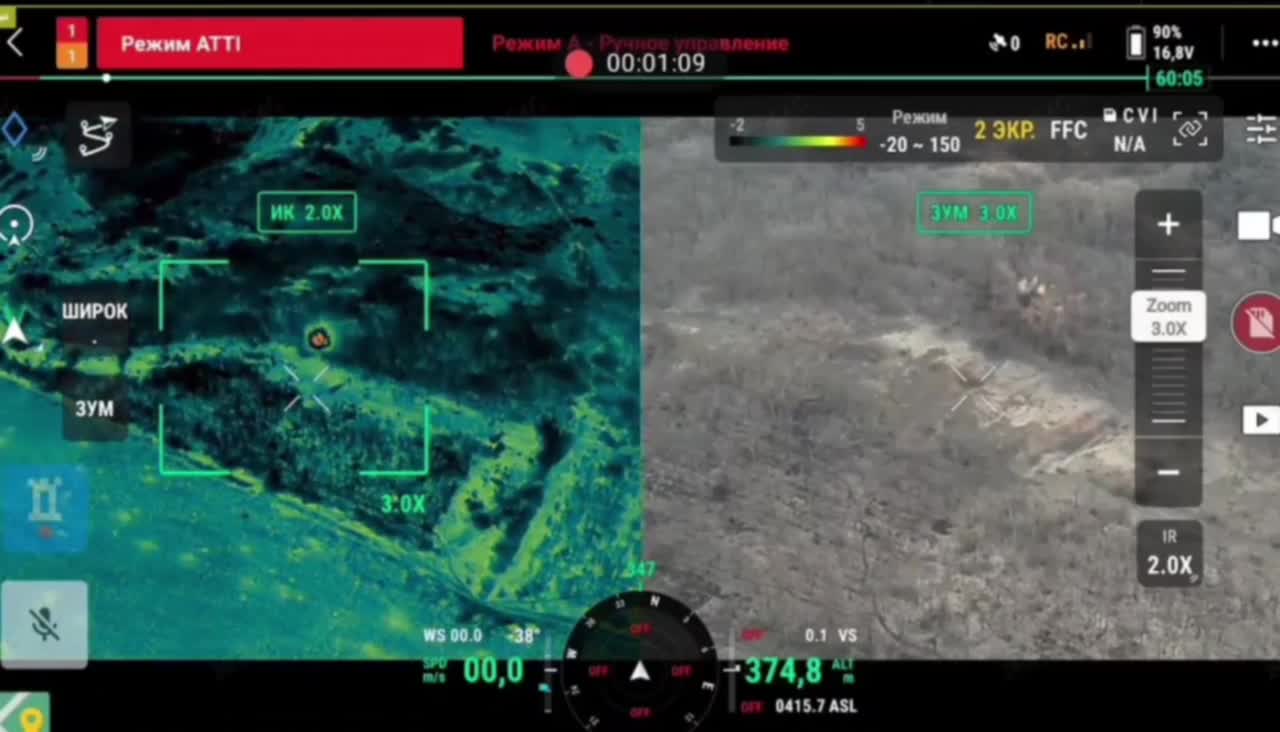 1
1
Режим ATTI
Режим А - Ручное управление
00:01:09
0
RC
90%
16,8V
60:05
-2
5
Режим
-20 ~ 150
2 ЭКР.
FFC
CVI
N/A
ИК 2.0X
ЗУМ 3.0X
ШИРОК
ЗУМ
3.0X
Zoom
3.0X
IR
2.0X
347
N
W
E
OFF
OFF
OFF
OFF
WS 00.0
-38°
SPD
m/s
00,0
OFF
0.1 VS
374,8
ALT
m
OFF
0415.7 ASL